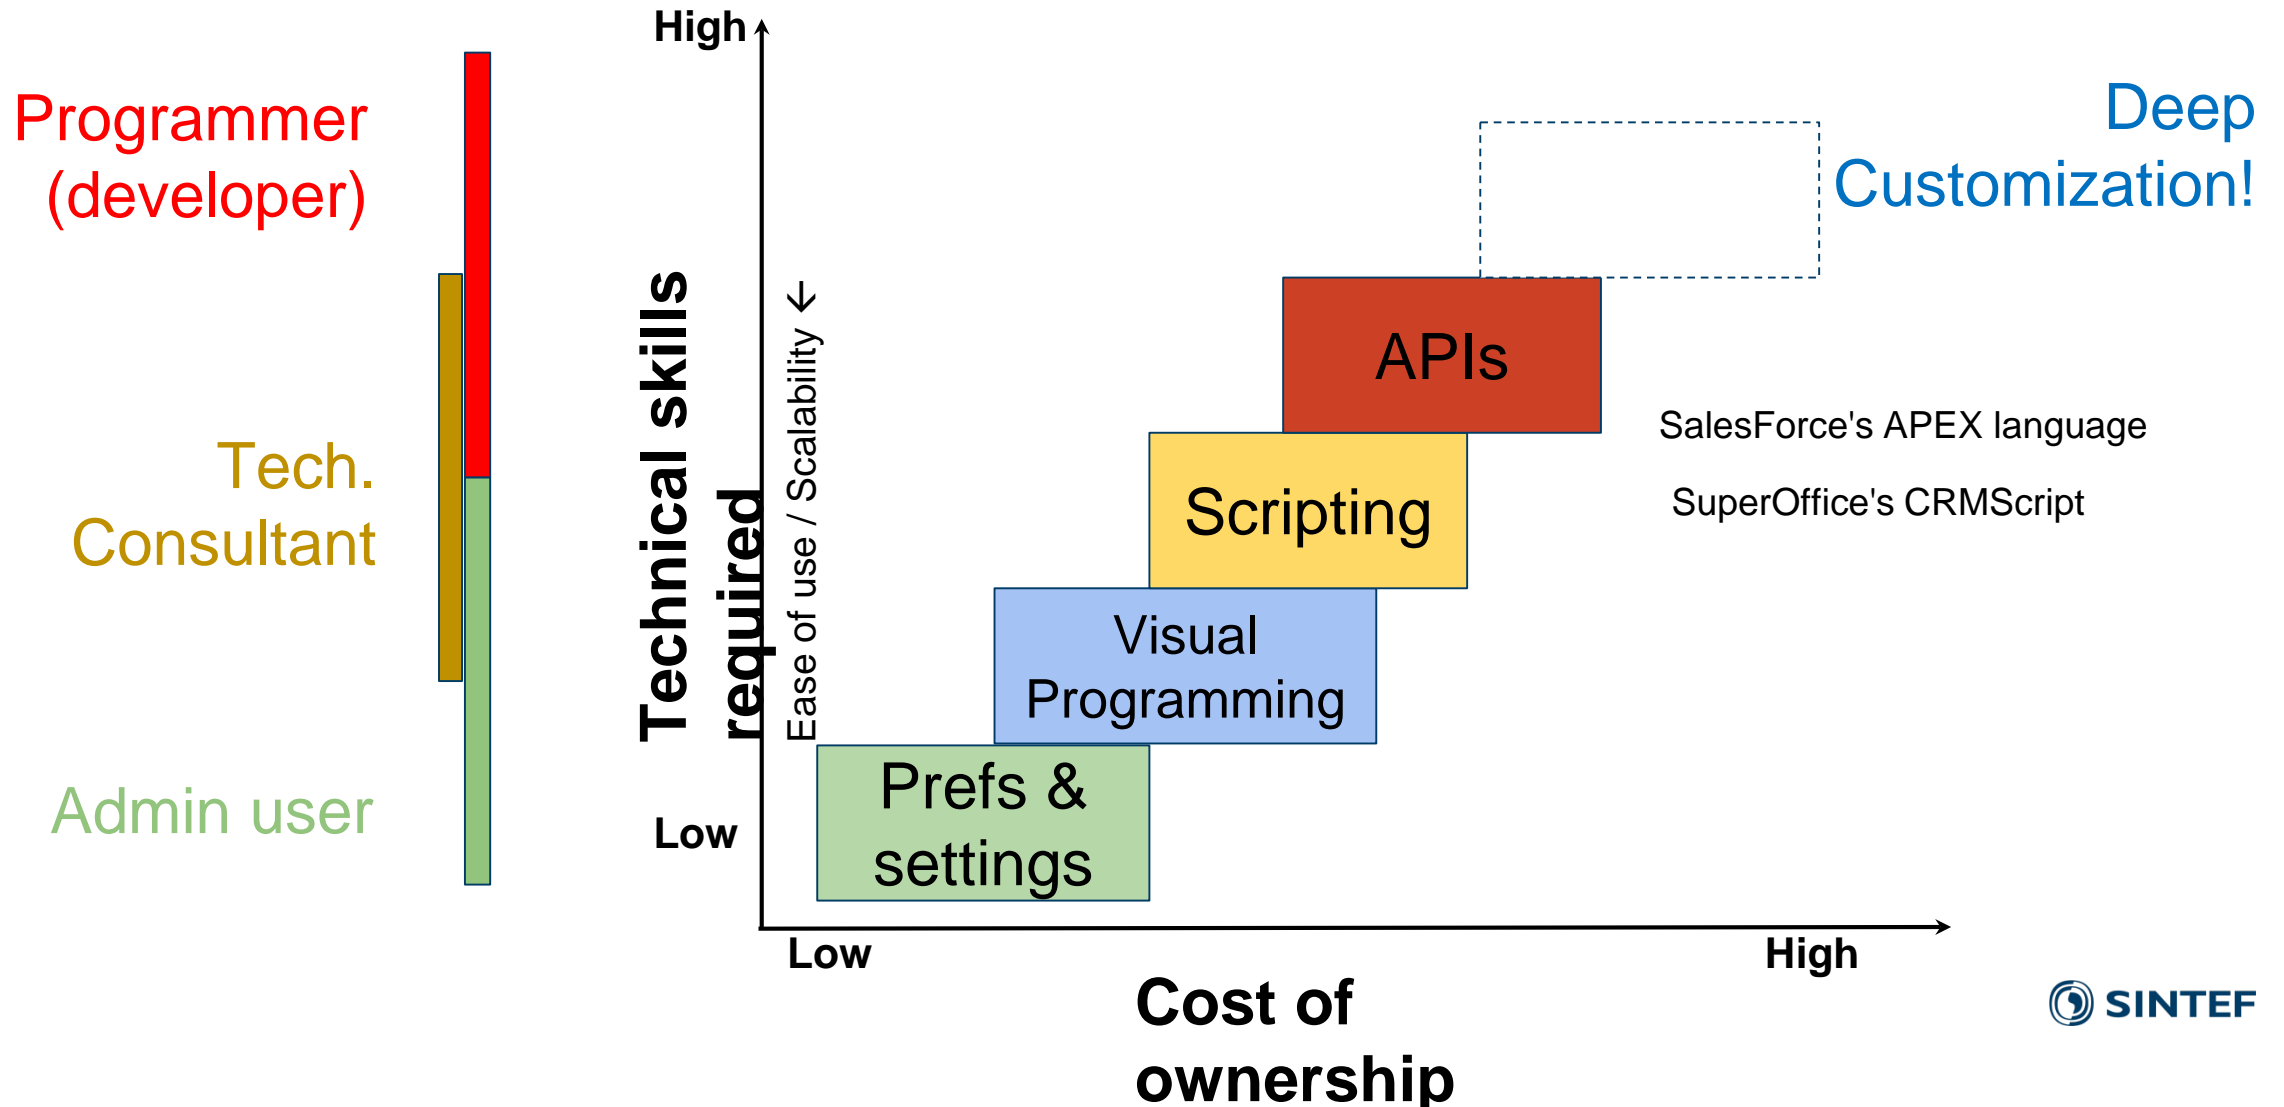 High
Programmer
(developer)
Deep
Customization!
Technical skills
required
Ease of use / Scalability ←
APIs
SalesForce's APEX language
Tech.
Consultant
Scripting
SuperOffice's CRMScript
Visual
Programming
Admin user
Prefs &
settings
Low
Low
High
Cost of
ownership
SINTEF